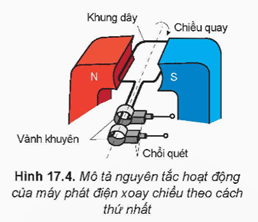 Khung dây
Chiều quay
N
S
Vành khuyên
Chổi quét
Hình 17.4. Mô tả nguyên tắc hoạt động
của máy phát điện xoay chiều theo cách
thứ nhất